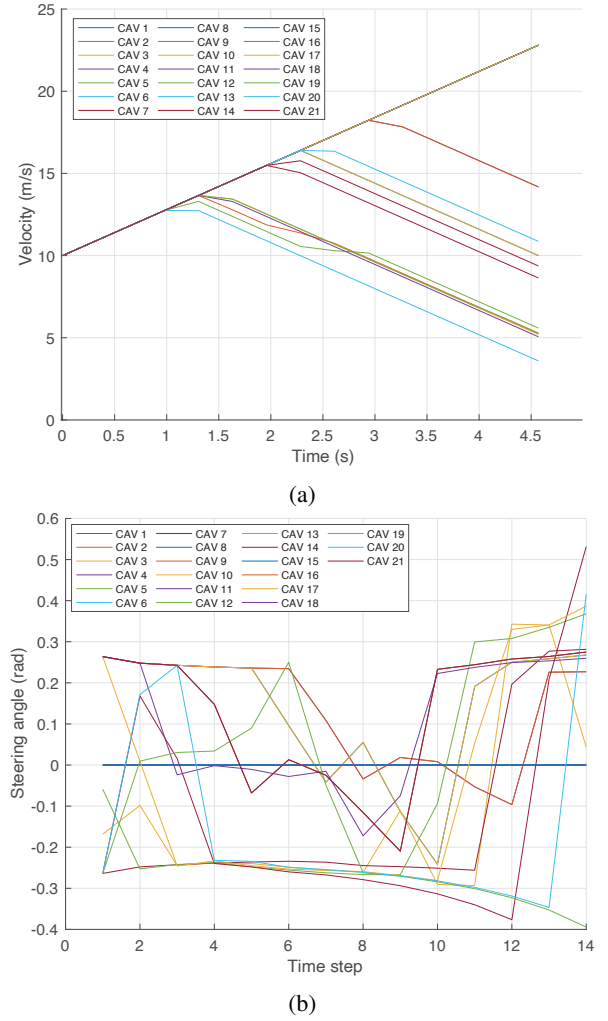 25
20
15
10
5
0
Velocity (m/s)
CAV 1 CAV 8 CAV 15
CAV 2 CAV 9 CAV 16
CAV 3 CAV 10 CAV 17
CAV 4 CAV 11 CAV 18
CAV 5 CAV 12 CAV 19
CAV 6 CAV 13 CAV 20
CAV 7 CAV 14 CAV 21
0 0.5 1 1.5 2 2.5 3 3.5 4 4.5
Time (s)
(a)
0.6
0.5
0.4
0.3
0.2
0.1
0
-0.1
-0.2
-0.3
-0.4
Steering angle (rad)
CAV 1 CAV 7 CAV 13 CAV 19
CAV 2 CAV 8 CAV 14 CAV 20
CAV 3 CAV 9 CAV 15 CAV 21
CAV 4 CAV 10 CAV 16
CAV 5 CAV 11 CAV 17
CAV 6 CAV 12 CAV 18
0 2 4 6 8 10 12 14
Time step
(b)